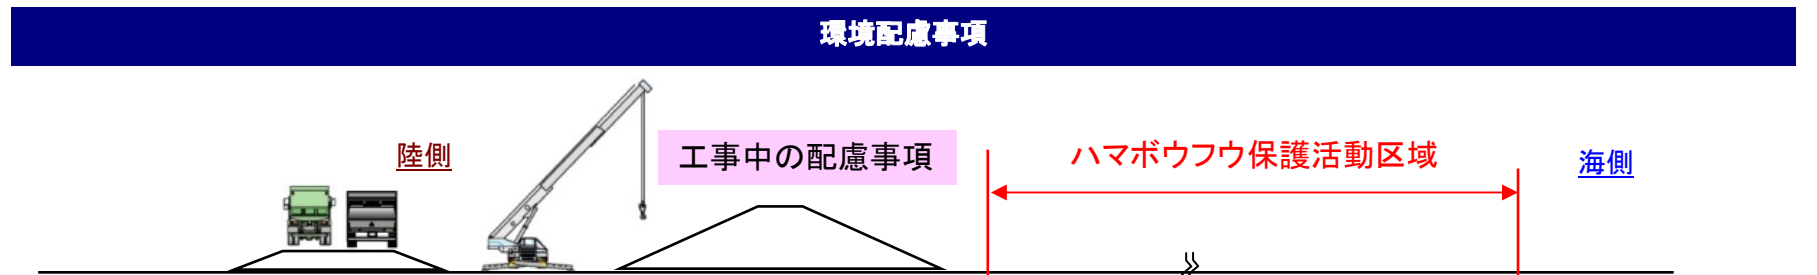 環境配慮事項
陸側
工事中の配慮事項
ハマボウフウ保護活動区域
海側